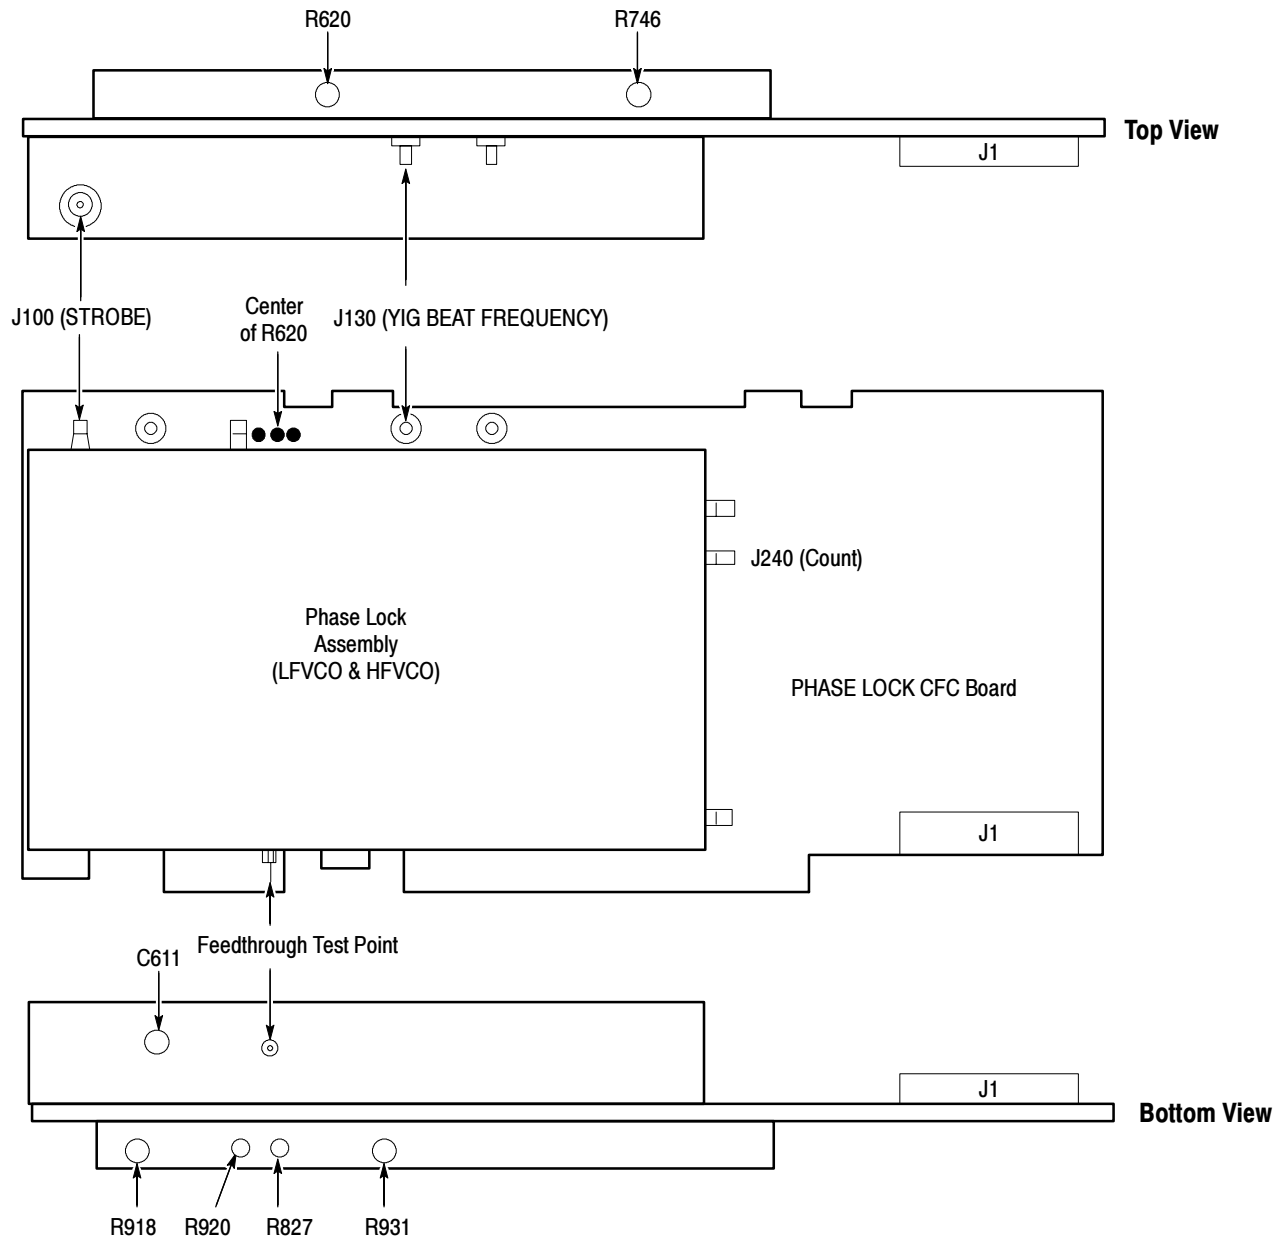 R620
R746
Top View
J1
J100 (STROBE)
Center
of R620
J130 (YIG BEAT FREQUENCY)
J240 (Count)
Phase Lock
Assembly
(LFVCO & HFVCO)
PHASE LOCK CFC Board
J1
Feedthrough Test Point
C611
J1
Bottom View
R918
R920
R827
R931